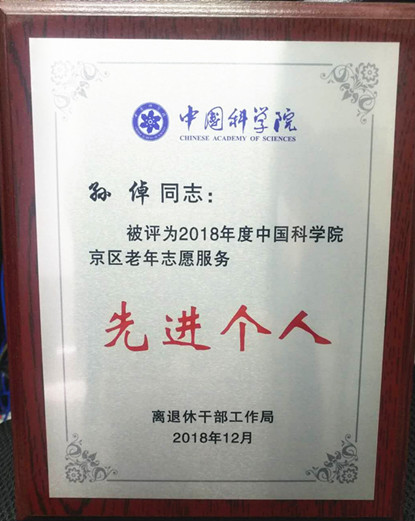 中国科学院
CHINESE ACADEMY OF SCIENCES
孙倬同志：
被评为2018年度中国科学院
京区老年志愿服务
先进个人
离退休干部工作局
2018年12月